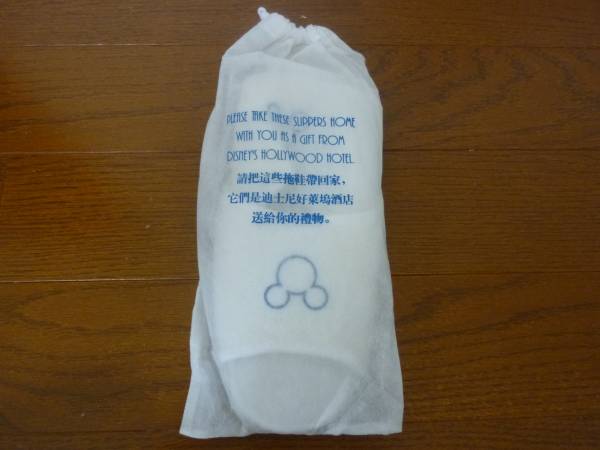 PLEASE TAKE THESE SLIPPERS HOME
WITH YOU AS A GIFT FROM
DISNEY'S HOLLYWOOD HOTEL.
請把這些拖鞋帶回家，
它們是迪士尼好萊塢酒店
送給你的禮物。